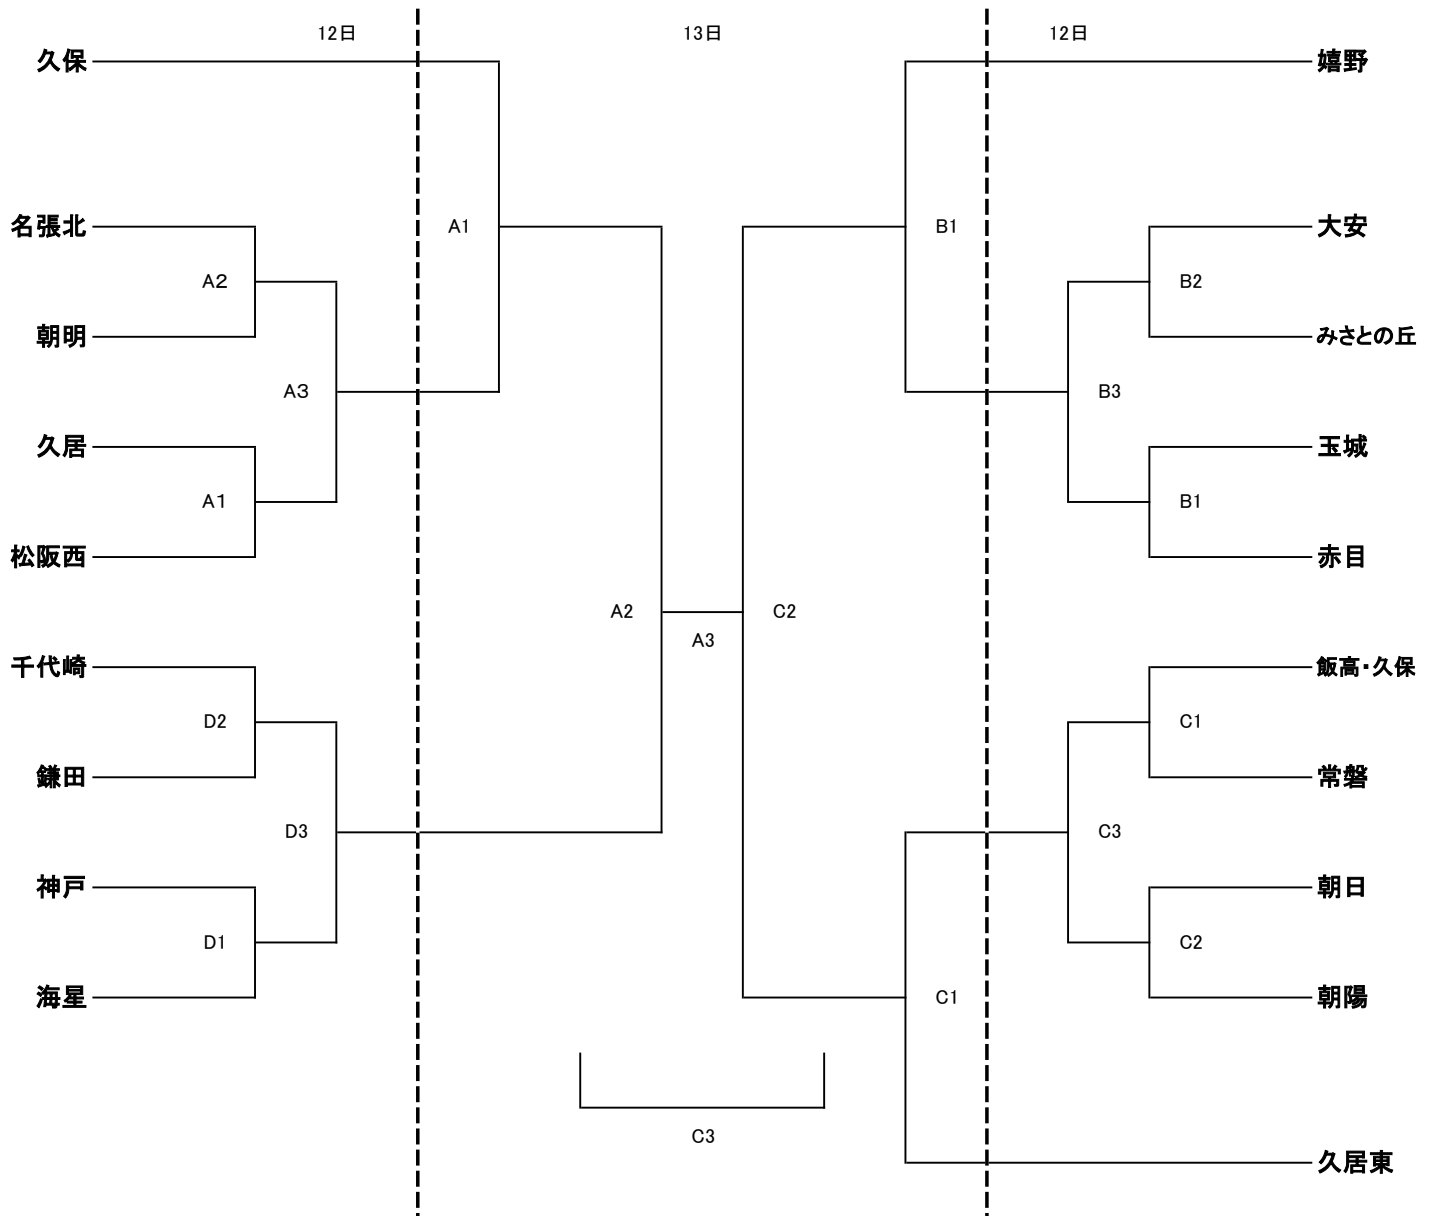 12日
13日
12日
久保
嬉野
名張北
A1
B1
大安
A2
B2
朝明
みさとの丘
A3
B3
久居
玉城
A1
B1
松阪西
赤目
A2
C2
A3
千代崎
飯高・久保
D2
C1
鎌田
常磐
D3
C3
神戸
朝日
D1
C2
海星
C1
朝陽
C3
久居東